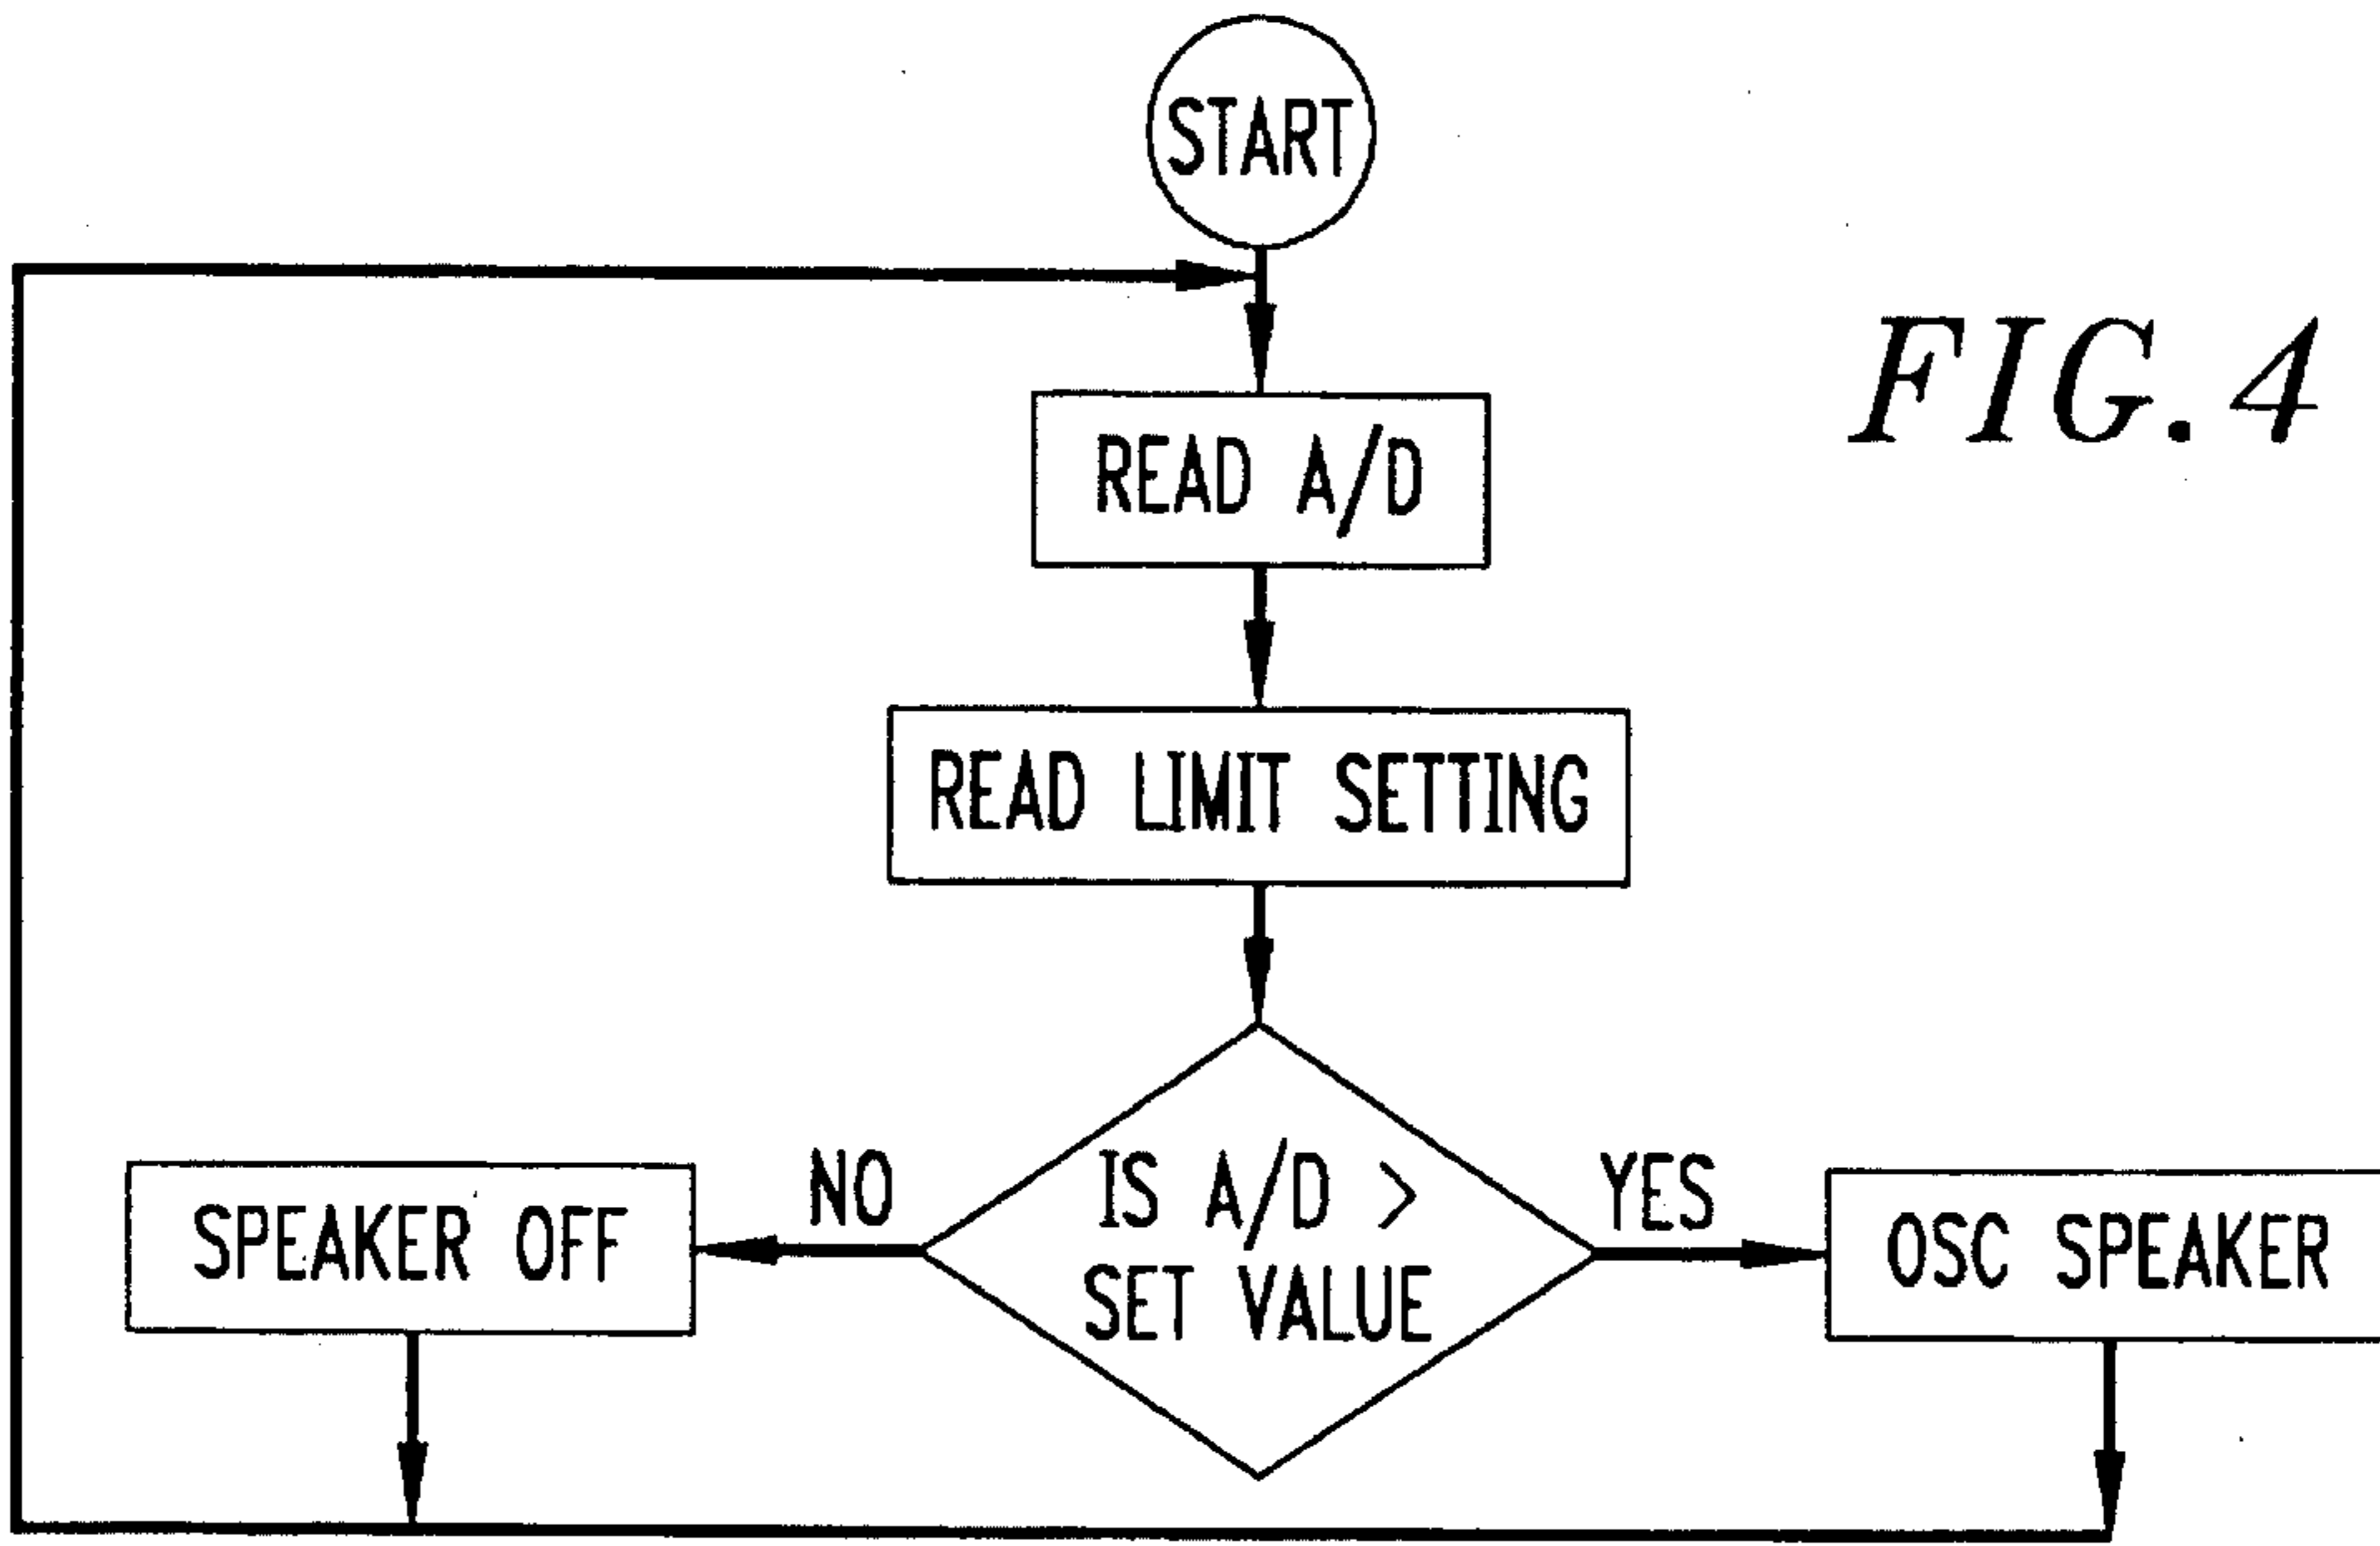 START
FIG. 4
READ A/D
READ LIMIT SETTING
NO
IS A/D >
SET VALUE
YES
SPEAKER OFF
OSC SPEAKER